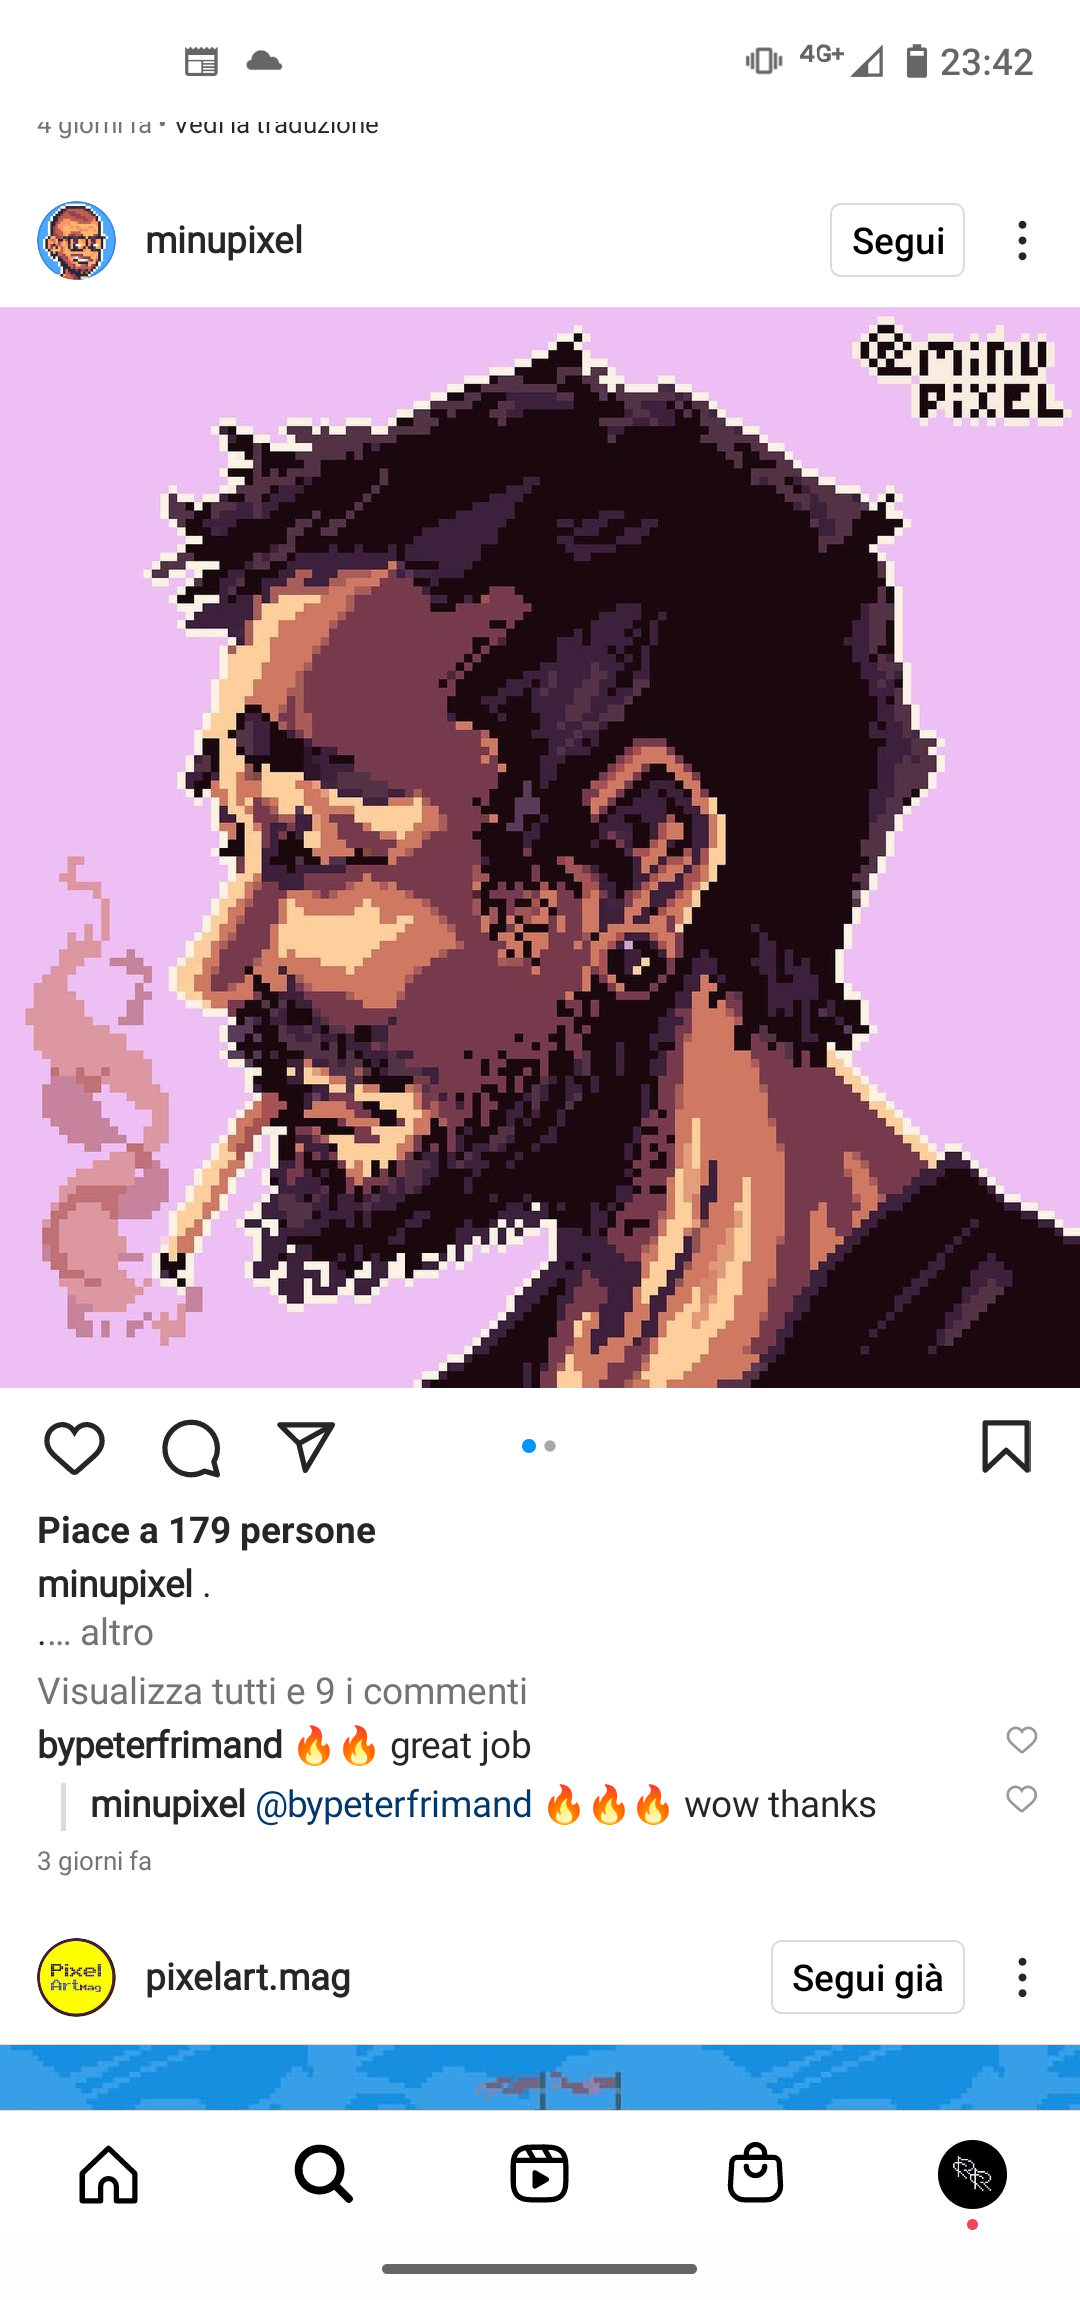 23:42
4G+
4 giorni fa • Vedi la traduzione
minupixel
Segui
@minu
PiXEL
Piace a 179 persone
minupixel .
.... altro
Visualizza tutti e 9 i commenti
bypeterfrimand 🔥🔥 great job
minupixel @bypeterfrimand 🔥🔥🔥 wow thanks
3 giorni fa
Pixel
ArtMag
pixelart.mag
Segui già